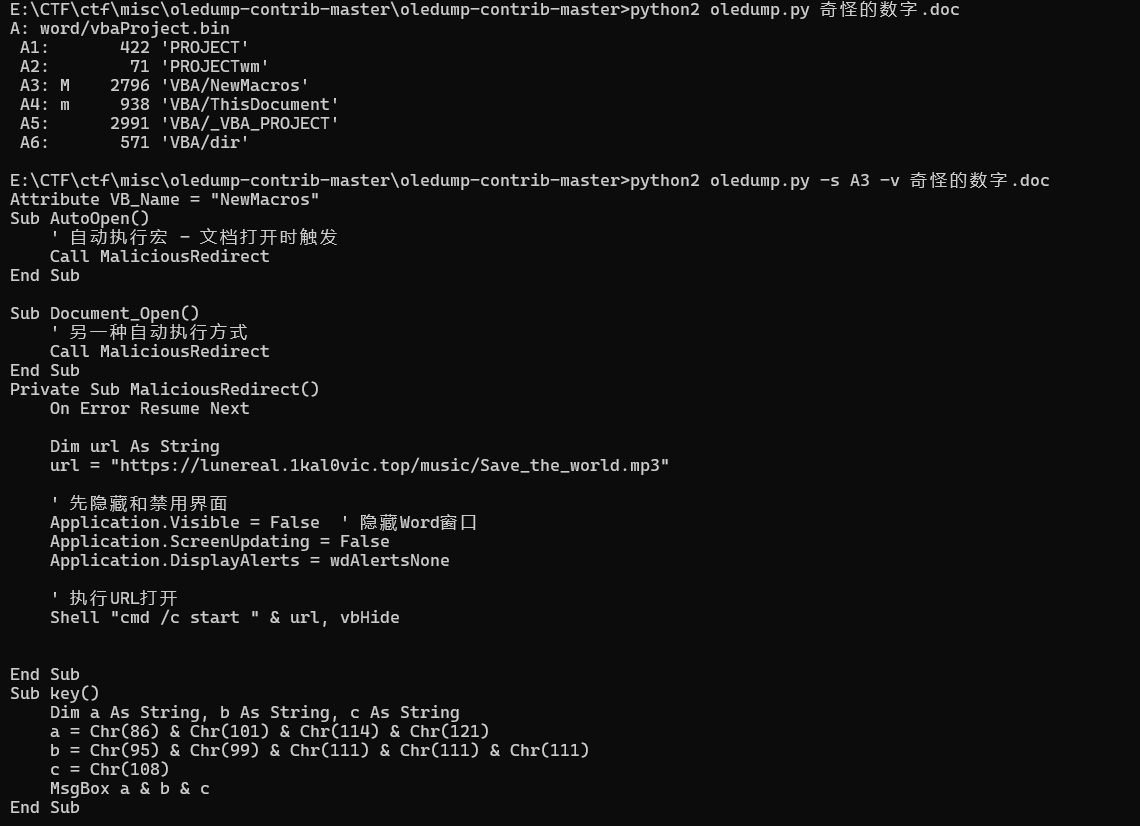 E:\CTF\ctf\misc\oledump-contrib-master\oledump-contrib-master>python2 oledump.py 奇怪的数字.doc
A: word/vbaProject.bin
 A1:       422 'PROJECT'
 A2:        71 'PROJECTwm'
 A3: M    2796 'VBA/NewMacros'
 A4: m     938 'VBA/ThisDocument'
 A5:      2991 'VBA/_VBA_PROJECT'
 A6:       571 'VBA/dir'
E:\CTF\ctf\misc\oledump-contrib-master\oledump-contrib-master>python2 oledump.py -s A3 -v 奇怪的数字.doc
Attribute VB_Name = "NewMacros"
Sub AutoOpen()
    ' 自动执行宏 - 文档打开时触发
    Call MaliciousRedirect
End Sub
Sub Document_Open()
    ' 另一种自动执行方式
    Call MaliciousRedirect
End Sub
Private Sub MaliciousRedirect()
    On Error Resume Next
    Dim url As String
    url = "https://lunereal.1kal0vic.top/music/Save_the_world.mp3"
    ' 先隐藏和禁用界面
    Application.Visible = False  ' 隐藏Word窗口
    Application.ScreenUpdating = False
    Application.DisplayAlerts = wdAlertsNone
    ' 执行URL打开
    Shell "cmd /c start " & url, vbHide
End Sub
Sub key()
    Dim a As String, b As String, c As String
    a = Chr(86) & Chr(101) & Chr(114) & Chr(121)
    b = Chr(95) & Chr(99) & Chr(111) & Chr(111) & Chr(111)
    c = Chr(108)
    MsgBox a & b & c
End Sub